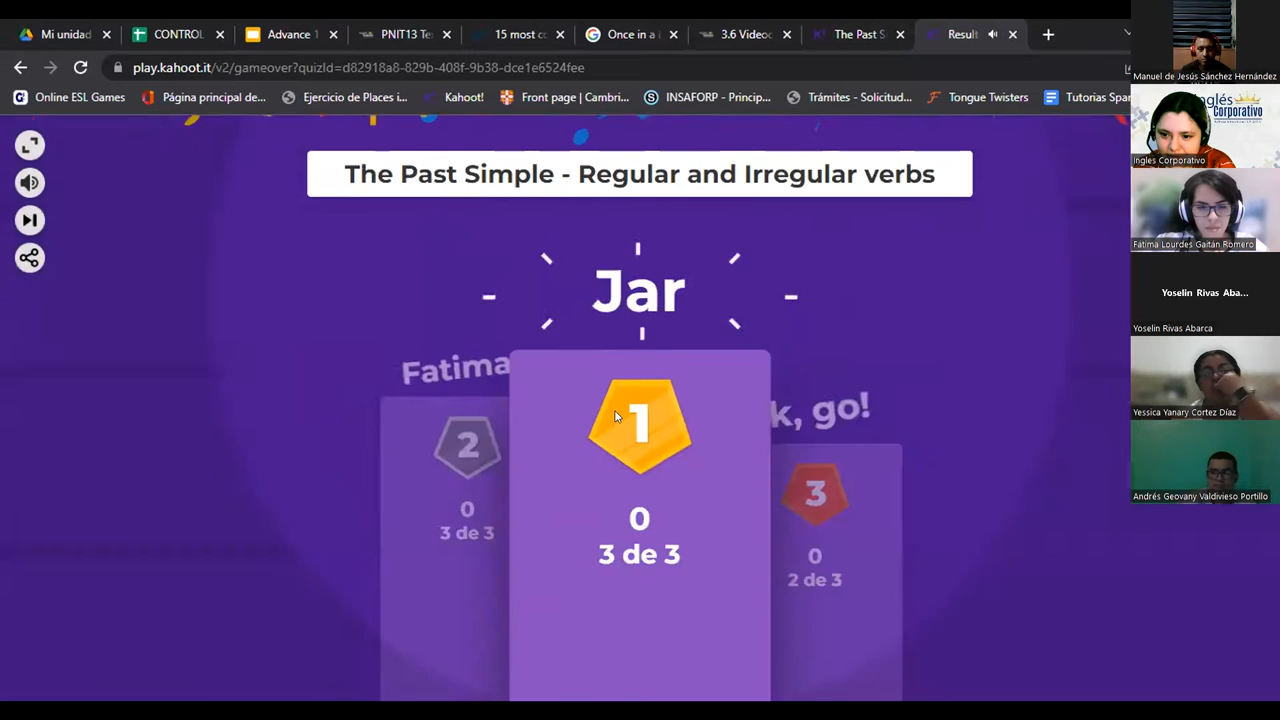 Mi unidad
CONTROL
Advance
PNIT13 Te
15 most co
Once in a
3.6 Videoc
The Past S
Result
play.kahoot.it/v2/gameover?quizId=d82918a8-829b-408f-9b38-dce1e6524fee
Online ESL Games
Página principal de...
Ejercicio de Places i...
Kahoot!
Front page | Cambri...
INSAFORP - Princip...
Trámites - Solicitud...
Tongue Twisters
Tutorias Spar
The Past Simple - Regular and Irregular verbs
Jar
Fatima
k, go!
1
2
3
0
3 de 3
0
3 de 3
0
2 de 3
Manuel de Jesús Sánchez Hernández
Inglés
Corporativo
Ingles Corporativo
Fátima Lourdes Gaitán Romero
Yoselin Rivas Aba...
Yoselin Rivas Abarca
Yessica Yanary Cortez Díaz
Andrés Geovany Valdivieso Portillo